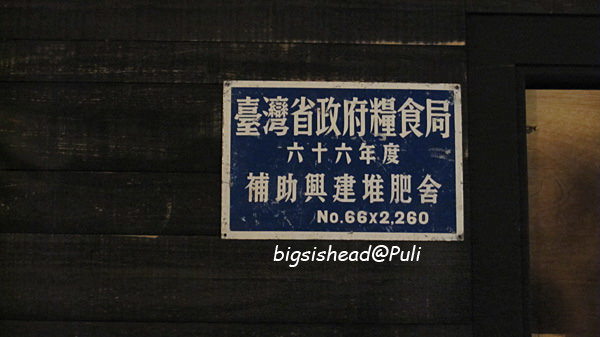 臺灣省政府糧食局
六十六年度
補助興建堆肥舍
No.66x2,260
bigsishead@Puli